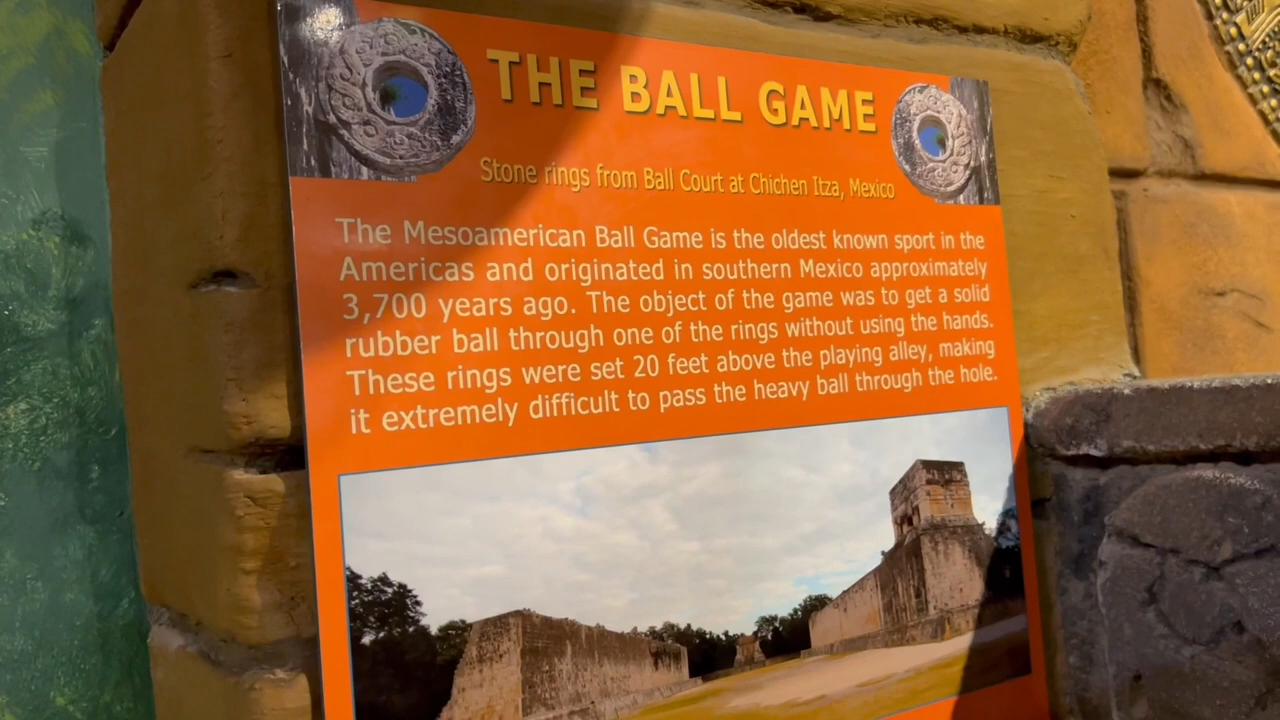 THE BALL GAME
Stone rings from Ball Court at Chichen Itza, Mexico
The Mesoamerican Ball Game is the oldest known sport in the
Americas and originated in southern Mexico approximately
3,700 years ago. The object of the game was to get a solid
rubber ball through one of the rings without using the hands.
These rings were set 20 feet above the playing alley, making
it extremely difficult to pass the heavy ball through the hole.